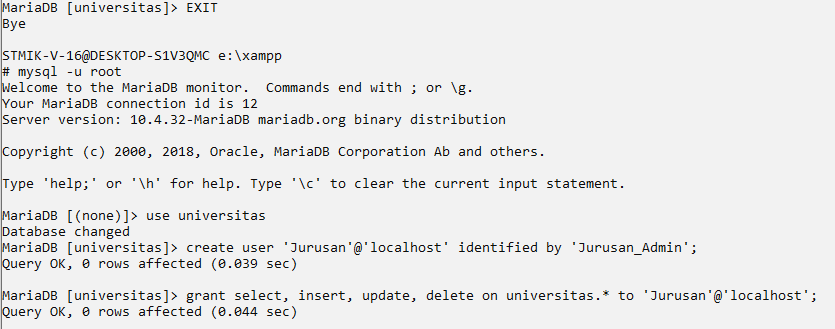 MariaDB [universitas]> EXIT
Bye
STMIK-V-16@DESKTOP-S1V3QMC e:\xampp
# mysql -u root
Welcome to the MariaDB monitor.  Commands end with ; or \g.
Your MariaDB connection id is 12
Server version: 10.4.32-MariaDB mariadb.org binary distribution
Copyright (c) 2000, 2018, Oracle, MariaDB Corporation Ab and others.
Type 'help;' or '\h' for help. Type '\c' to clear the current input statement.
MariaDB [(none)]> use universitas
Database changed
MariaDB [universitas]> create user 'Jurusan'@'localhost' identified by 'Jurusan_Admin';
Query OK, 0 rows affected (0.039 sec)
MariaDB [universitas]> grant select, insert, update, delete on universitas.* to 'Jurusan'@'localhost';
Query OK, 0 rows affected (0.044 sec)